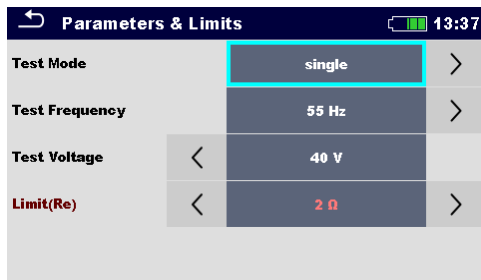 Parameters & Limits 13:37
Test Mode single
Test Frequency 55 Hz
Test Voltage 40 V
Limit(Re) 2 Ω